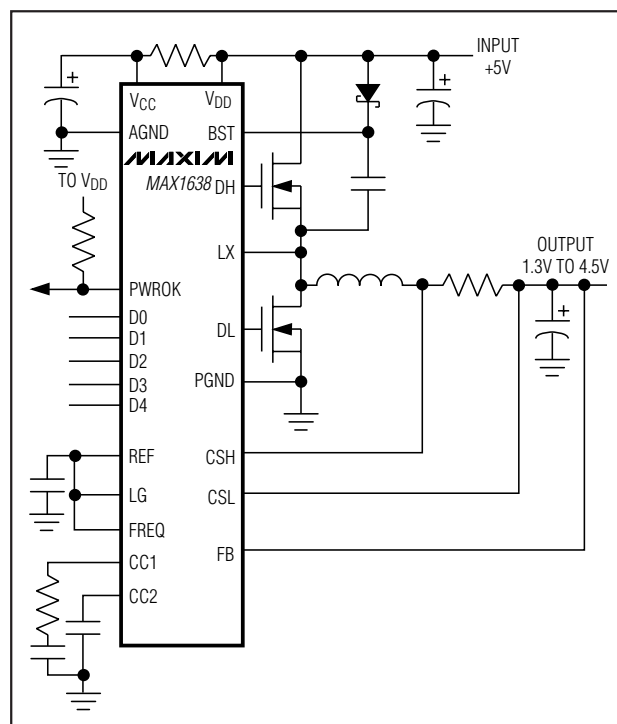 INPUT
+5V
+
+
VCC
VDD
AGND
BST
MAXIM
MAX1638
DH
TO VDD
LX
OUTPUT
1.3V TO 4.5V
PWROK
+
D0
D1
DL
D2
D3
PGND
D4
REF
CSH
LG
CSL
FREQ
FB
CC1
CC2